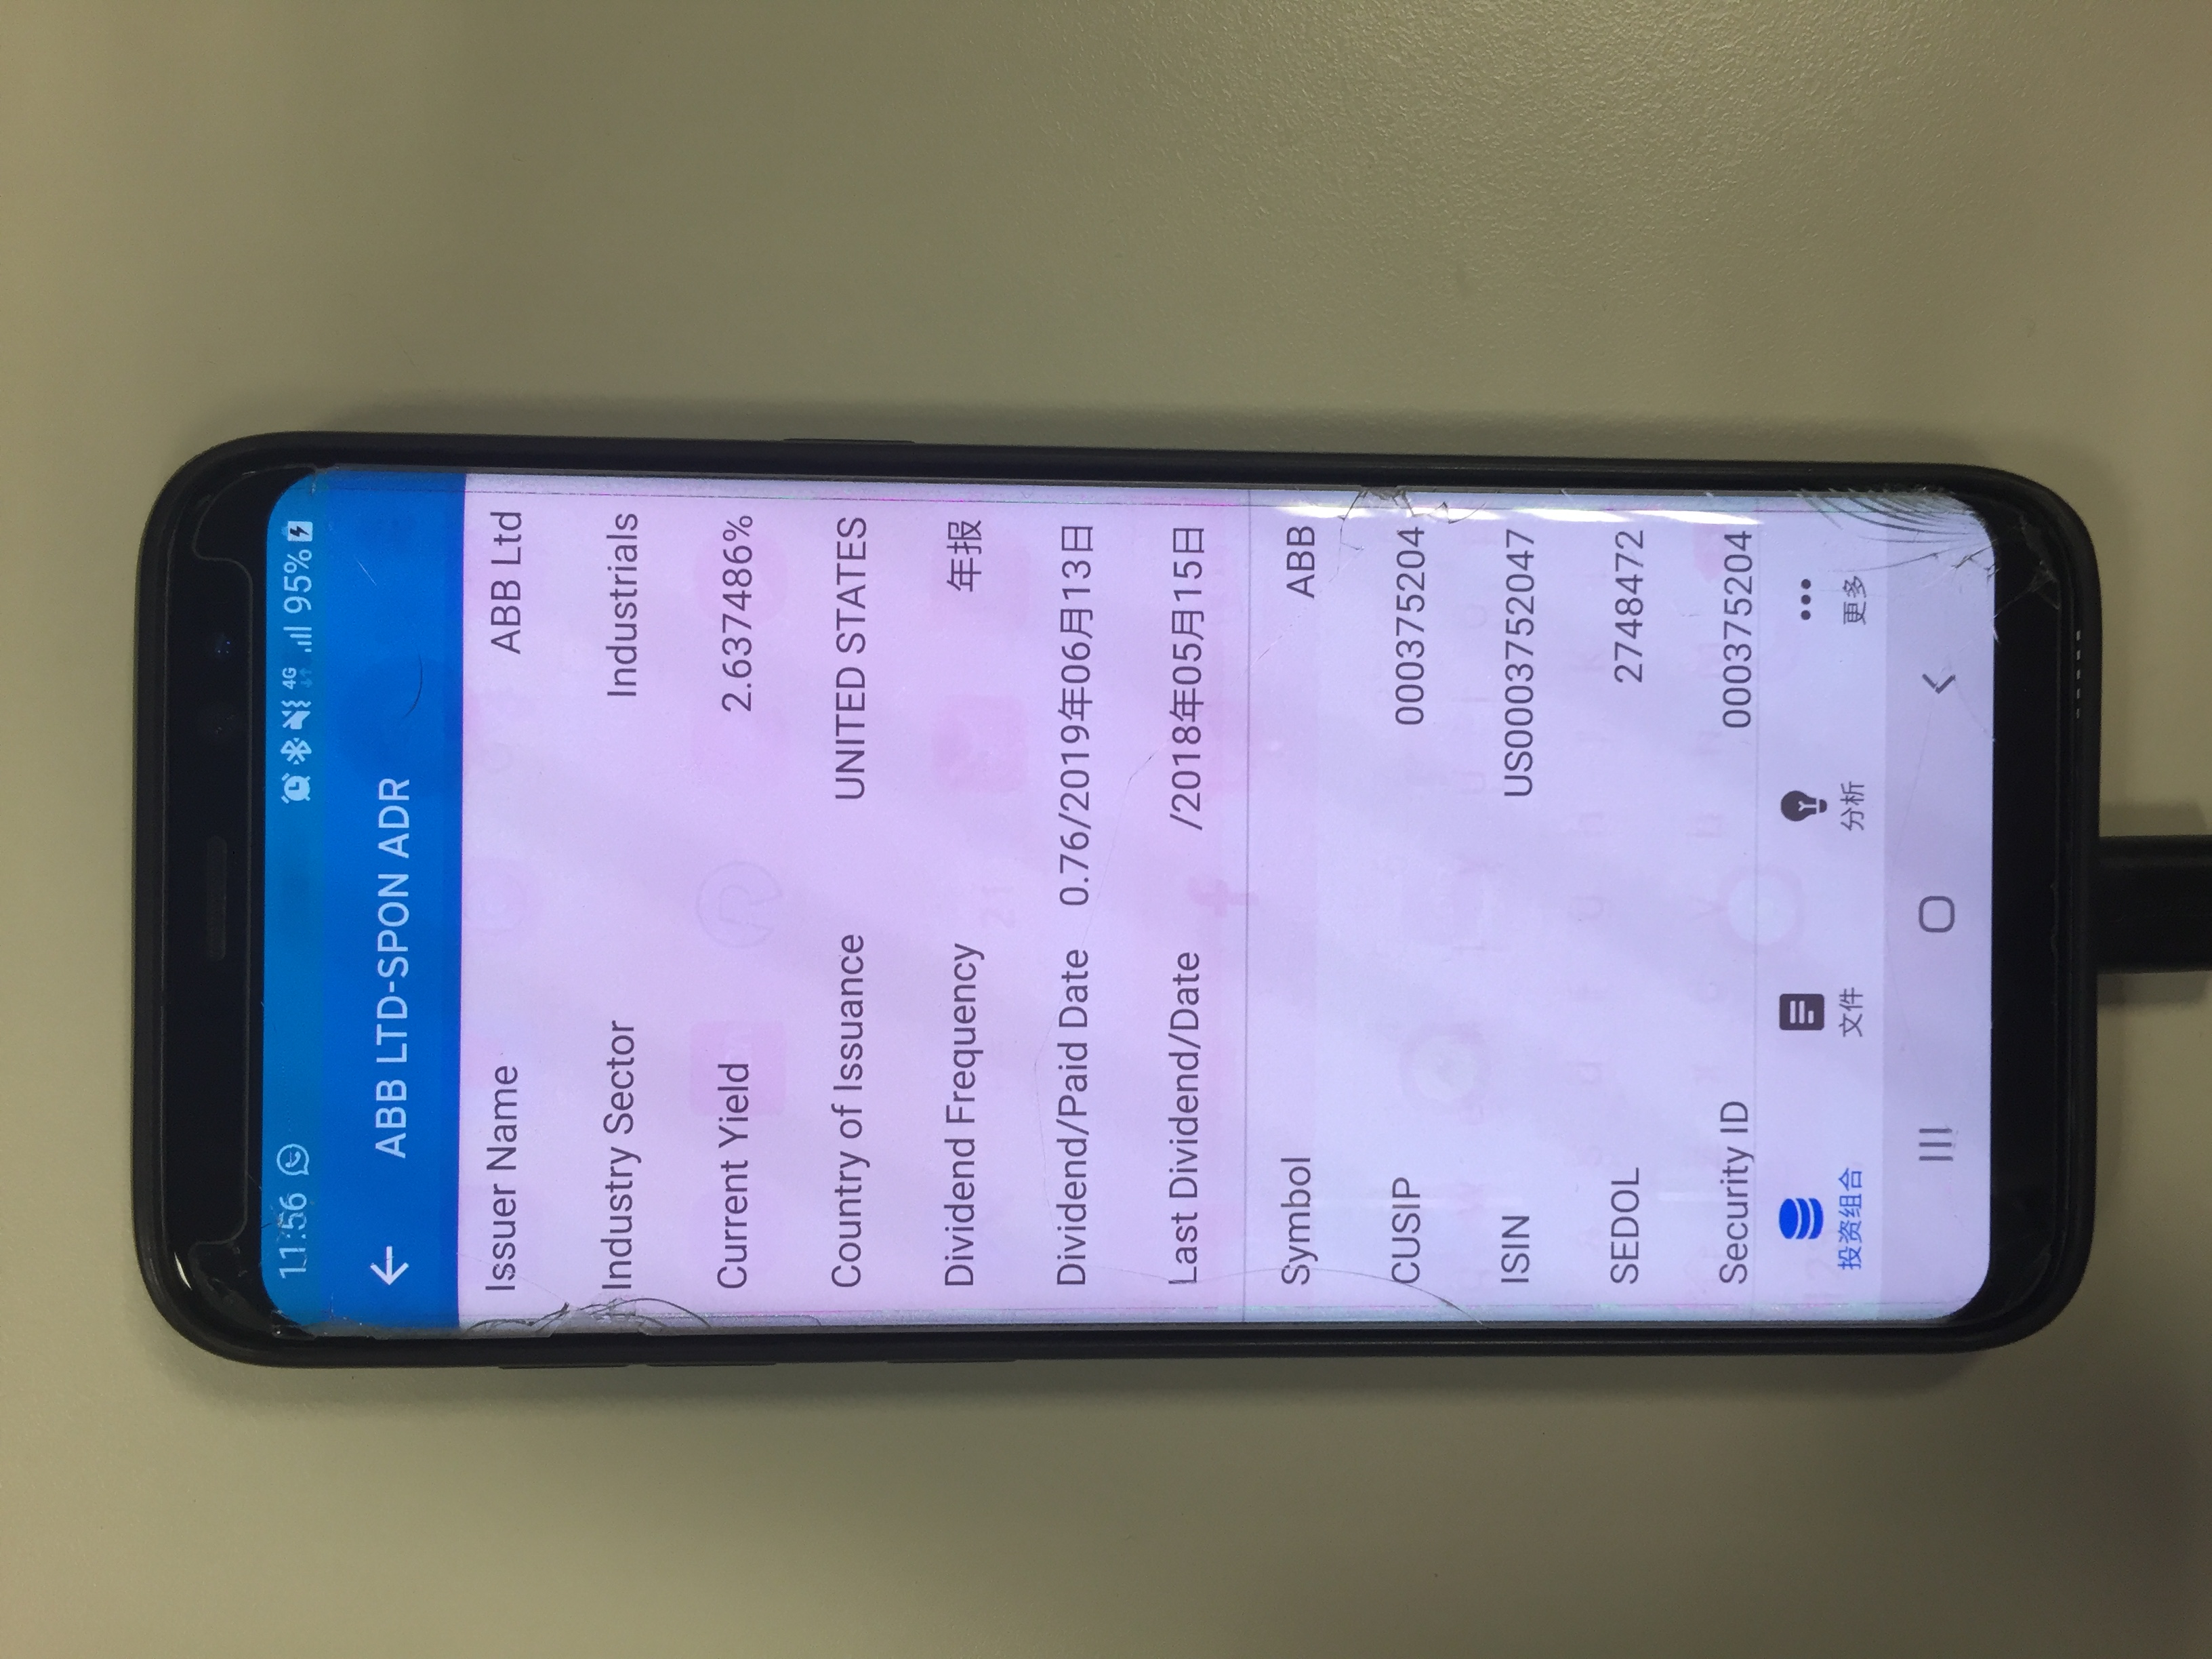 11:56 4G 95%
ABB LTD-SPON ADR
Issuer Name ABB Ltd
Industry Sector Industrials
Current Yield 2.637486%
Country of Issuance UNITED STATES
Dividend Frequency 年报
Dividend/Paid Date 0.76/2019年06月13日
Last Dividend/Date /2018年05月15日
Symbol ABB
CUSIP 000375204
ISIN US0003752047
SEDOL 2748472
Security ID 000375204
投资组合 文件 分析 更多